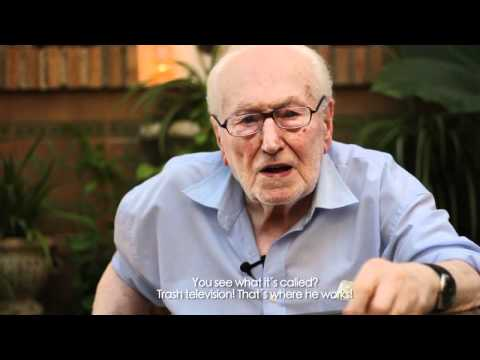 You see what it's called?
Trash television! That's where he works!